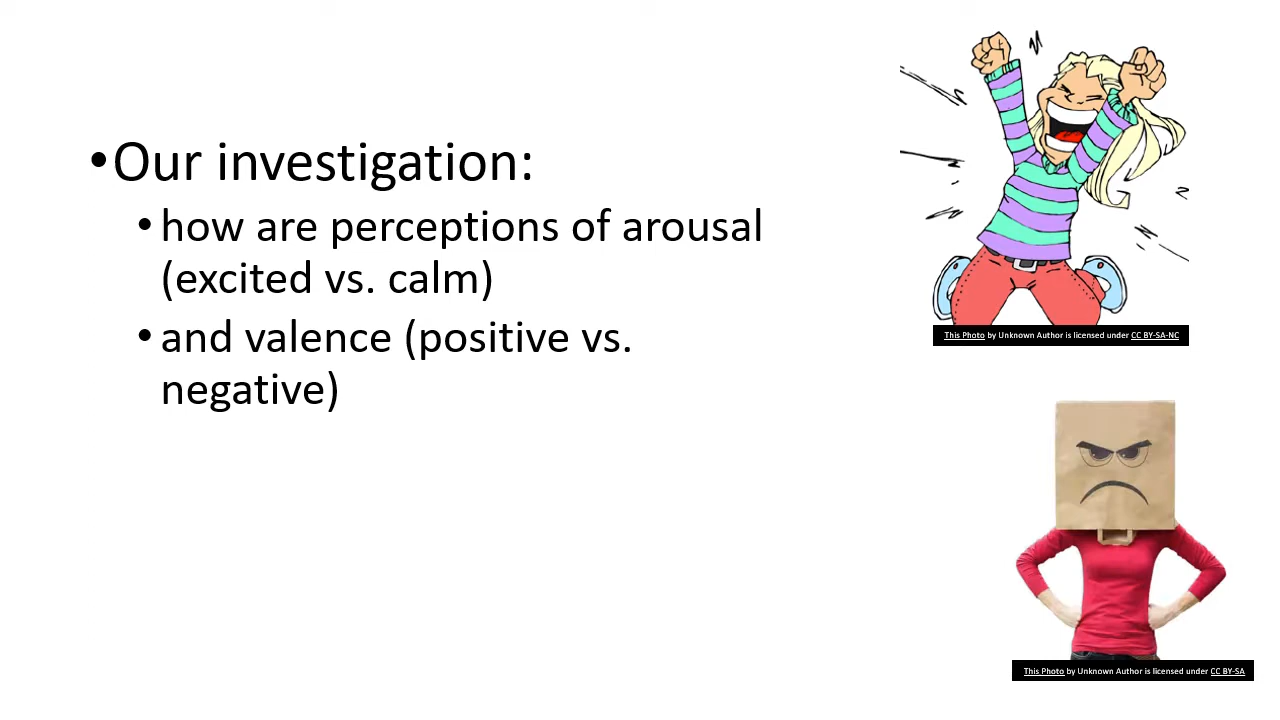 •Our investigation:
•how are perceptions of arousal
(excited vs. calm)
•and valence (positive vs.
negative)
This Photo by Unknown Author is licensed under CC BY-SA-NC
This Photo by Unknown Author is licensed under CC BY-SA